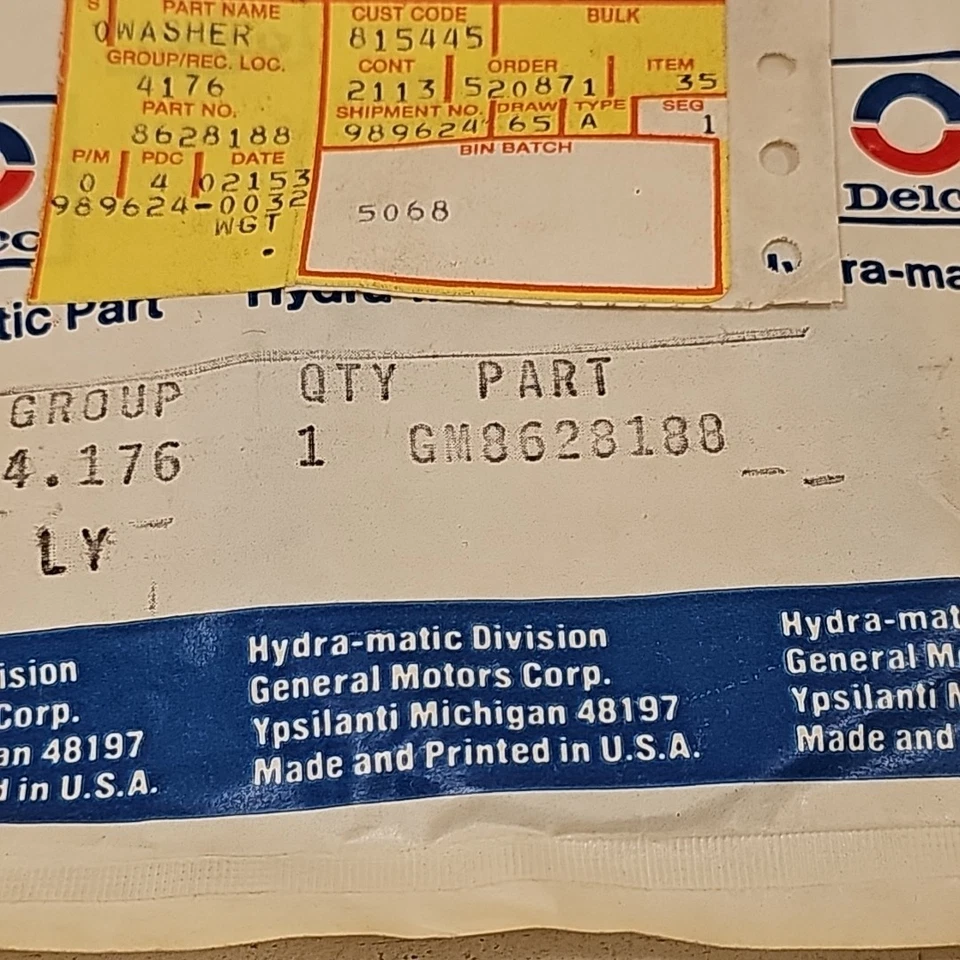 S PART NAME
0WASHER
GROUP/REC. LOC.
4176
PART NO.
8628188
P/M PDC DATE
0 4 02153
989624-0032
WGT
CUST CODE BULK
815445
CONT ORDER ITEM
2113 520871 35
SHIPMENT NO. DRAW TYPE SEG
989624 65 A 1
BIN BATCH
5068
Delc
co
ra-ma
tic Part Hydra-
GROUP QTY PART
4.176 1 GM8628188
LY
ision
Corp.
an 48197
d in U.S.A.
Hydra-matic Division
General Motors Corp.
Ypsilanti Michigan 48197
Made and Printed in U.S.A.
Hydra-mat
General M
Ypsilanti M
Made and